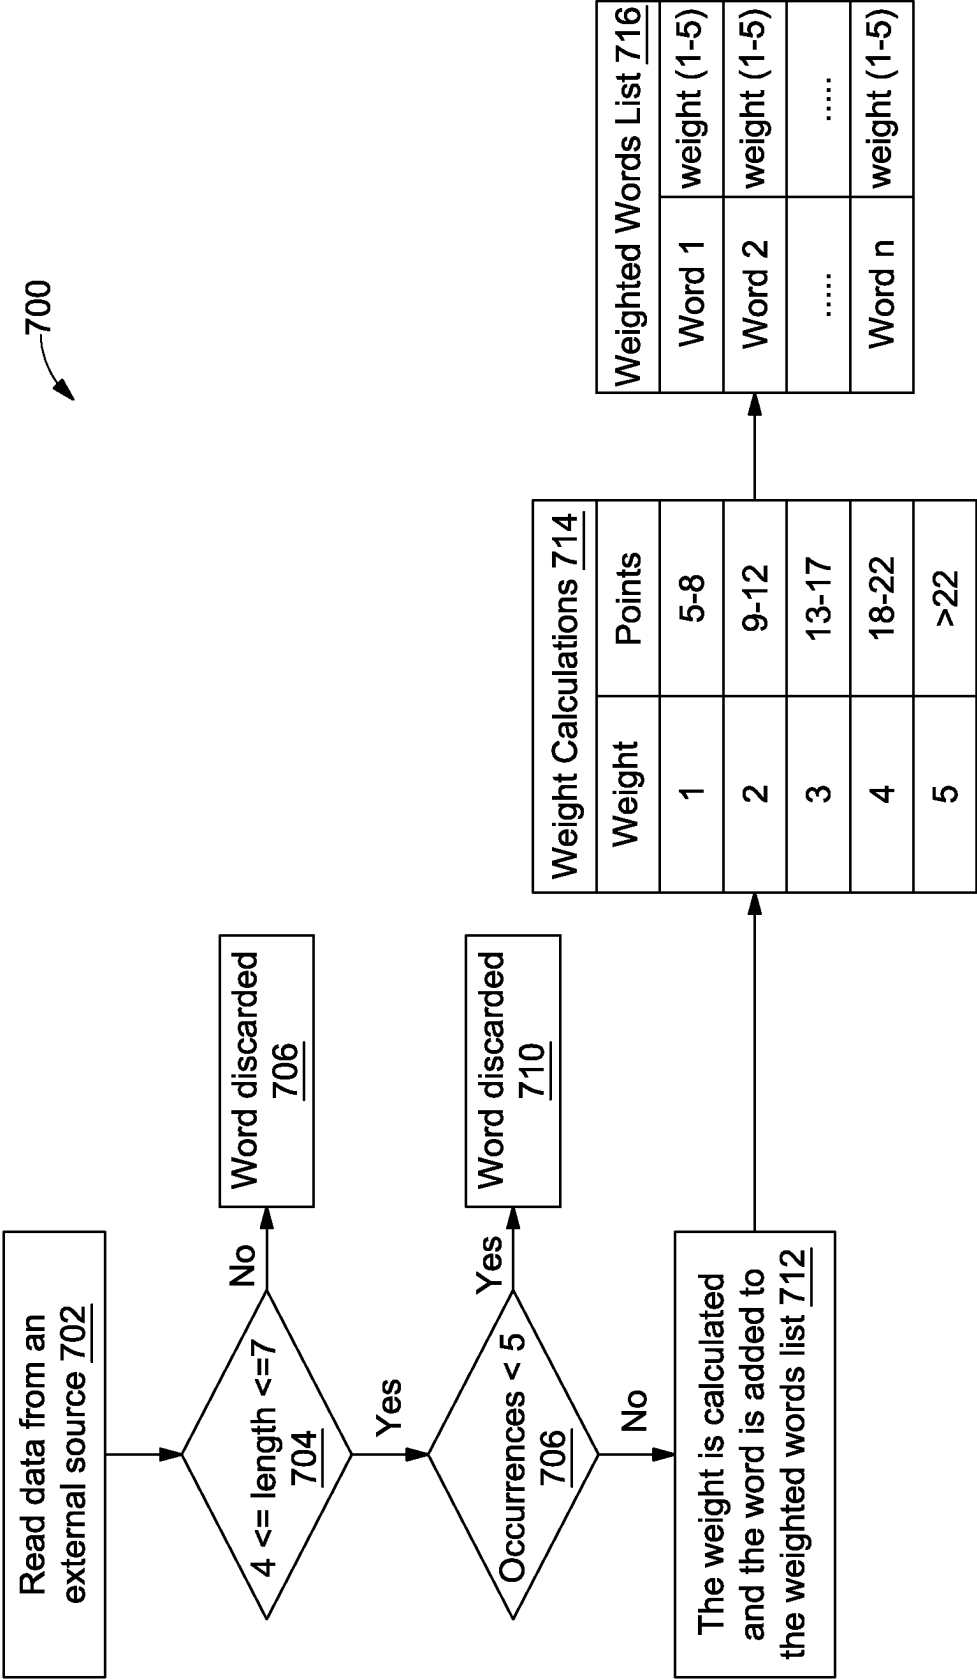 700
Read data from an
external source 702
4 <= length <=7
704
No
Word discarded
706
Yes
Occurrences < 5
706
Yes
Word discarded
710
No
The weight is calculated
and the word is added to
the weighted words list 712
Weight Calculations 714
Weight Points
1 5-8
2 9-12
3 13-17
4 18-22
5 >22
Weighted Words List 716
Word 1 weight (1-5)
Word 2 weight (1-5)
..... .....
Word n weight (1-5)